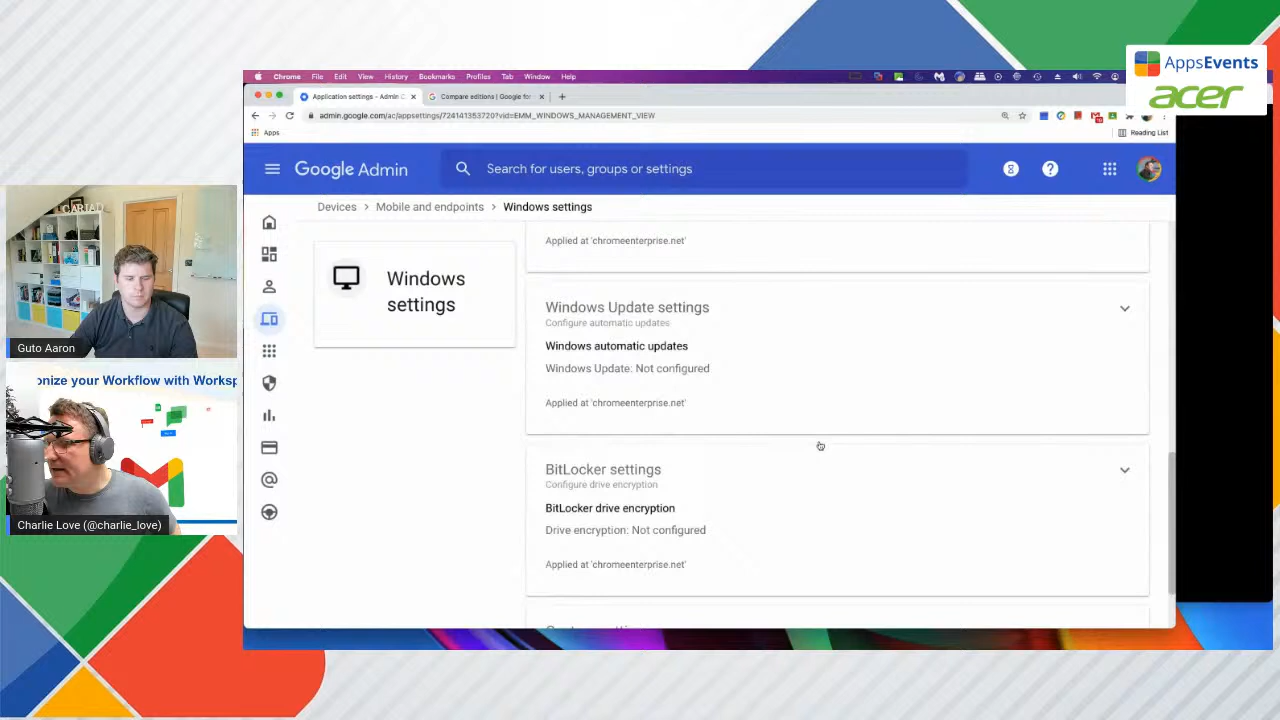 AppsEvents
acer
Chrome File Edit View History Bookmarks Profiles Tab Window Help
Application settings - Admin C
Compare editions | Google for
admin.google.com/ac/appsettings/724141353720?vid=EMM_WINDOWS_MANAGEMENT_VIEW
Apps
Reading List
Google Admin
Search for users, groups or settings
Devices > Mobile and endpoints > Windows settings
Windows
settings
Applied at 'chromeenterprise.net'
Windows Update settings
Configure automatic updates
Windows automatic updates
Windows Update: Not configured
Applied at 'chromeenterprise.net'
BitLocker settings
Configure drive encryption
BitLocker drive encryption
Drive encryption: Not configured
Applied at 'chromeenterprise.net'
CARIAD
Guto Aaron
onize your Workflow with Worksp
Charlie Love (@charlie_love)